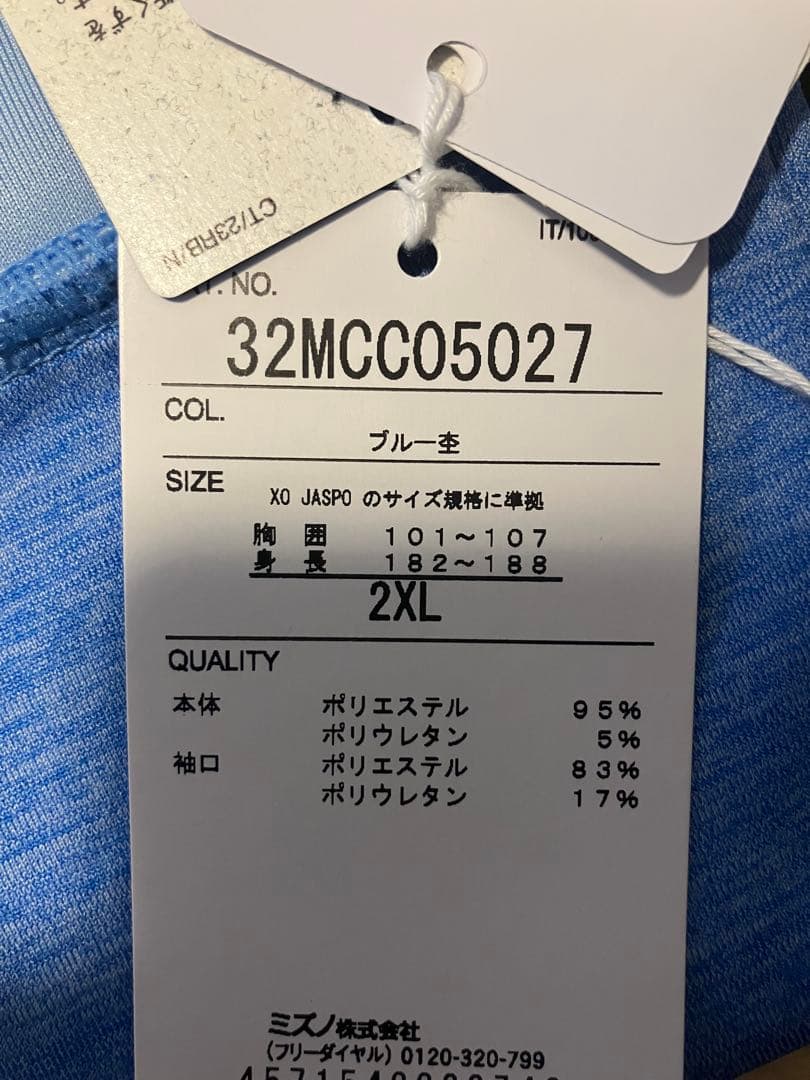 くずを
CT/23RB/N
IT/10
. NO.
32MCC05027
COL.
ブルー杢
SIZE
XO JASPO のサイズ規格に準拠
胸 囲 101~107
身 長 182~188
2XL
QUALITY
本体 ポリエステル 95%
ポリウレタン 5%
袖口 ポリエステル 83%
ポリウレタン 17%
ミズノ株式会社
(フリーダイヤル) 0120-320-799